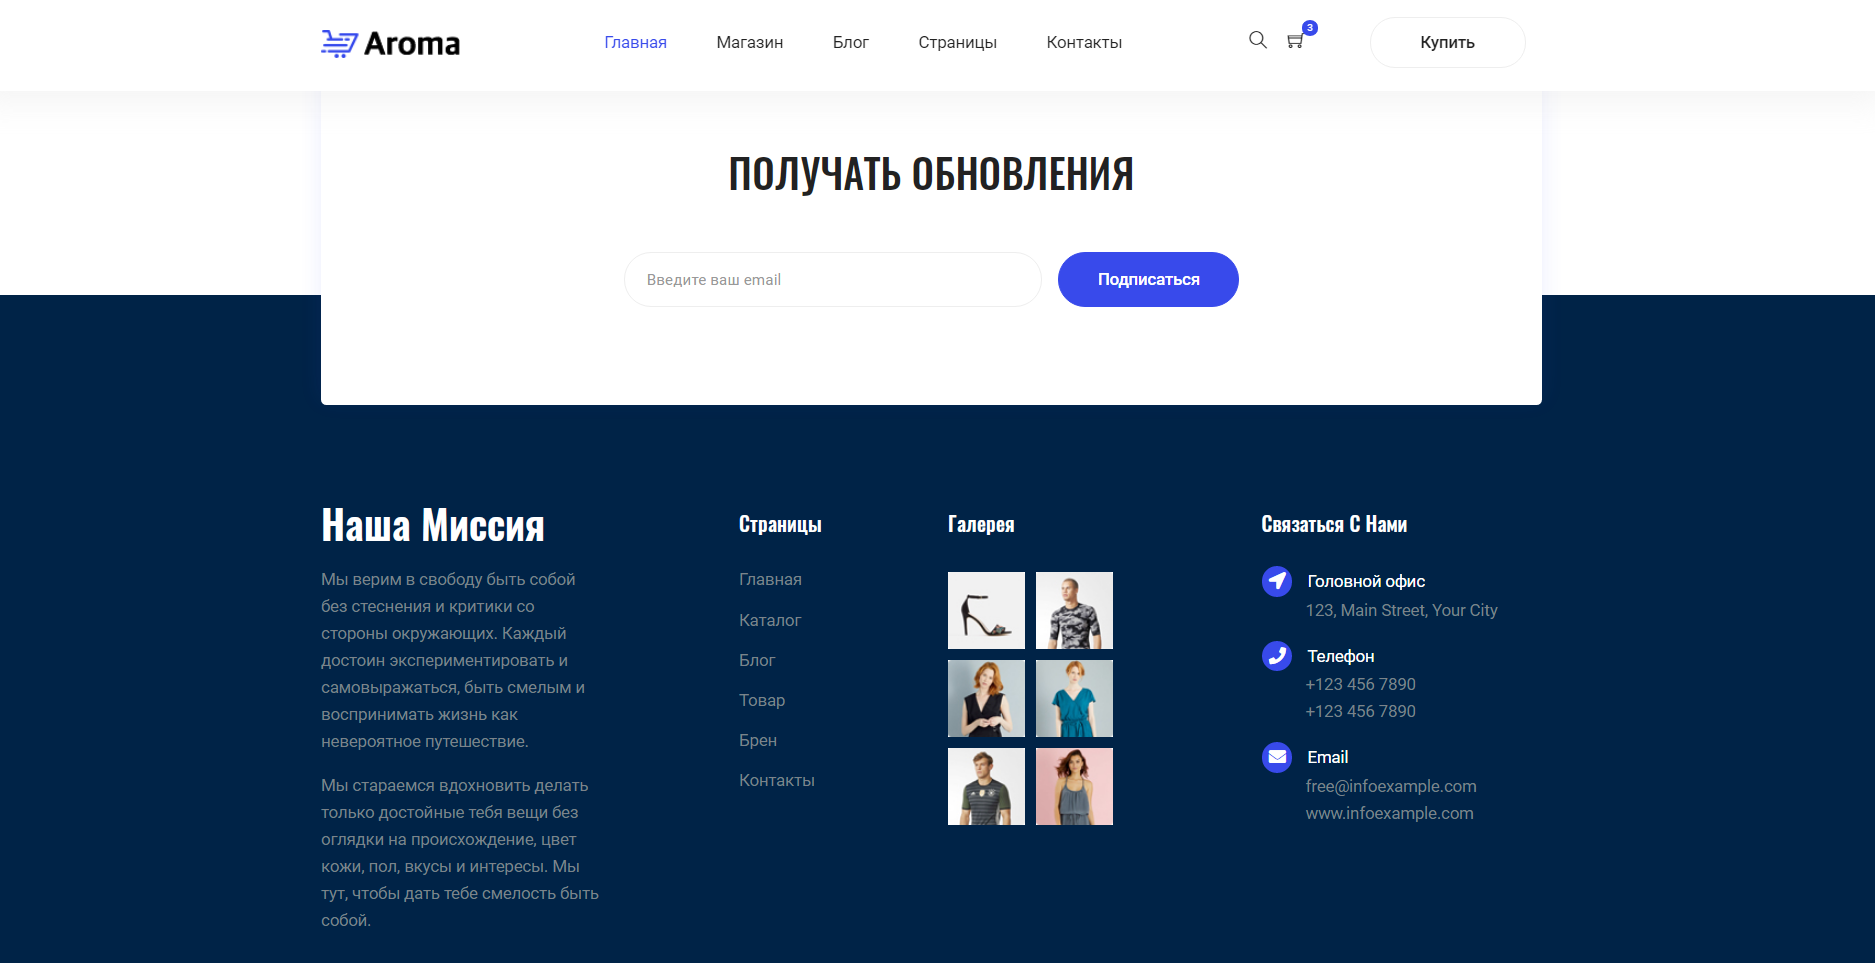 Aroma
Главная
Магазин
Блог
Страницы
Контакты
3
Купить
ПОЛУЧАТЬ ОБНОВЛЕНИЯ
Введите ваш email
Подписаться
Наша Миссия
Мы верим в свободу быть собой
без стеснения и критики со
стороны окружающих. Каждый
достоин экспериментировать и
самовыражаться, быть смелым и
воспринимать жизнь как
невероятное путешествие.
Мы стараемся вдохновить делать
только достойные тебя вещи без
оглядки на происхождение, цвет
кожи, пол, вкусы и интересы. Мы
тут, чтобы дать тебе смелость быть
собой.
Страницы
Главная
Каталог
Блог
Товар
Брен
Контакты
Галерея
Связаться С Нами
Головной офис
123, Main Street, Your City
Телефон
+123 456 7890
+123 456 7890
Email
free@infoexample.com
www.infoexample.com